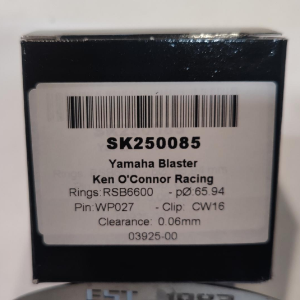 SK250085
Yamaha Blaster
Ken O'Connor Racing
Rings:RSB6600 - pØ:65.94
Pin:WP027 - Clip: CW16
Clearance: 0.06mm
03925-00